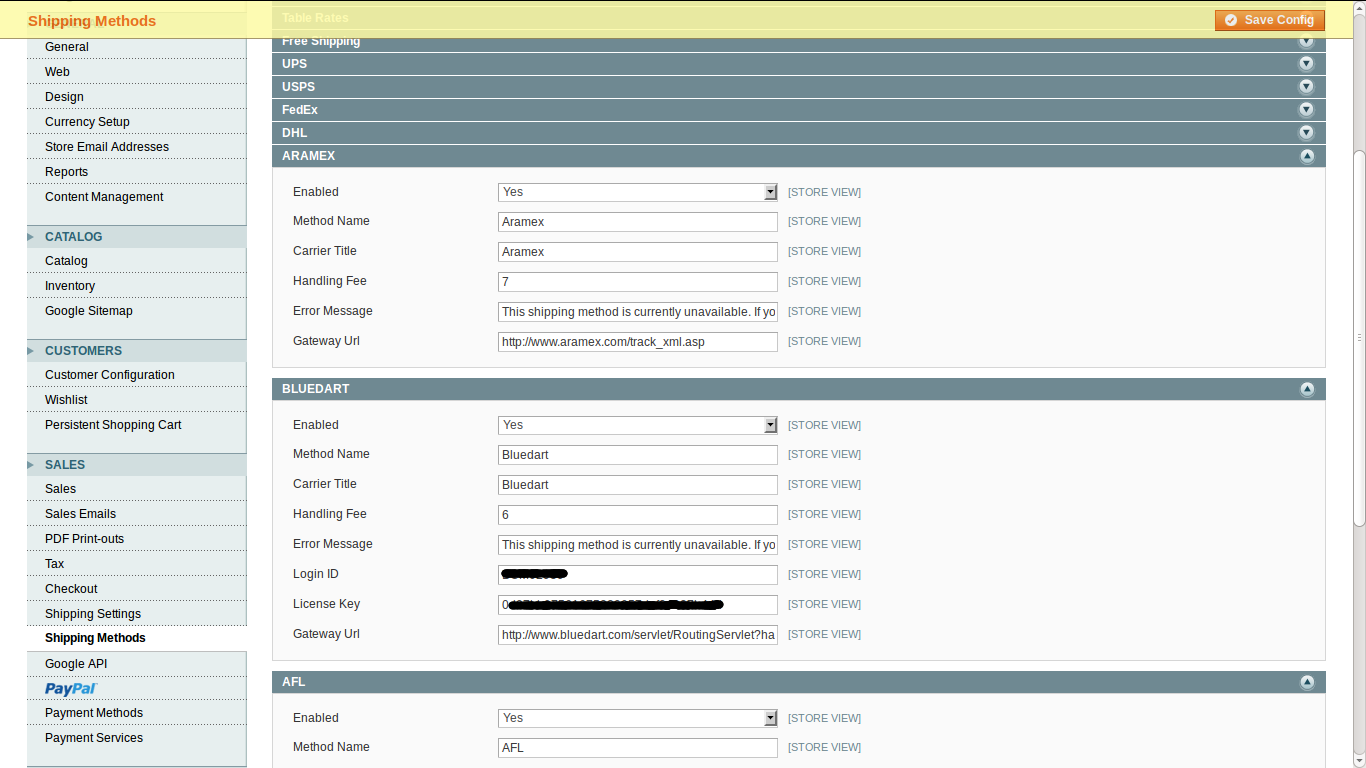 Shipping Methods
Save Config
General
Web
Design
Currency Setup
Store Email Addresses
Reports
Content Management
CATALOG
Catalog
Inventory
Google Sitemap
CUSTOMERS
Customer Configuration
Wishlist
Persistent Shopping Cart
SALES
Sales
Sales Emails
PDF Print-outs
Tax
Checkout
Shipping Settings
Shipping Methods
Google API
PayPal
Payment Methods
Payment Services
Table Rates
Free Shipping
UPS
USPS
FedEx
DHL
ARAMEX
Enabled Yes [STORE VIEW]
Method Name Aramex [STORE VIEW]
Carrier Title Aramex [STORE VIEW]
Handling Fee 7 [STORE VIEW]
Error Message This shipping method is currently unavailable. If yo [STORE VIEW]
Gateway Url http://www.aramex.com/track_xml.asp [STORE VIEW]
BLUEDART
Enabled Yes [STORE VIEW]
Method Name Bluedart [STORE VIEW]
Carrier Title Bluedart [STORE VIEW]
Handling Fee 6 [STORE VIEW]
Error Message This shipping method is currently unavailable. If yo [STORE VIEW]
Login ID [STORE VIEW]
License Key [STORE VIEW]
Gateway Url http://www.bluedart.com/servlet/RoutingServlet?ha [STORE VIEW]
AFL
Enabled Yes [STORE VIEW]
Method Name AFL [STORE VIEW]